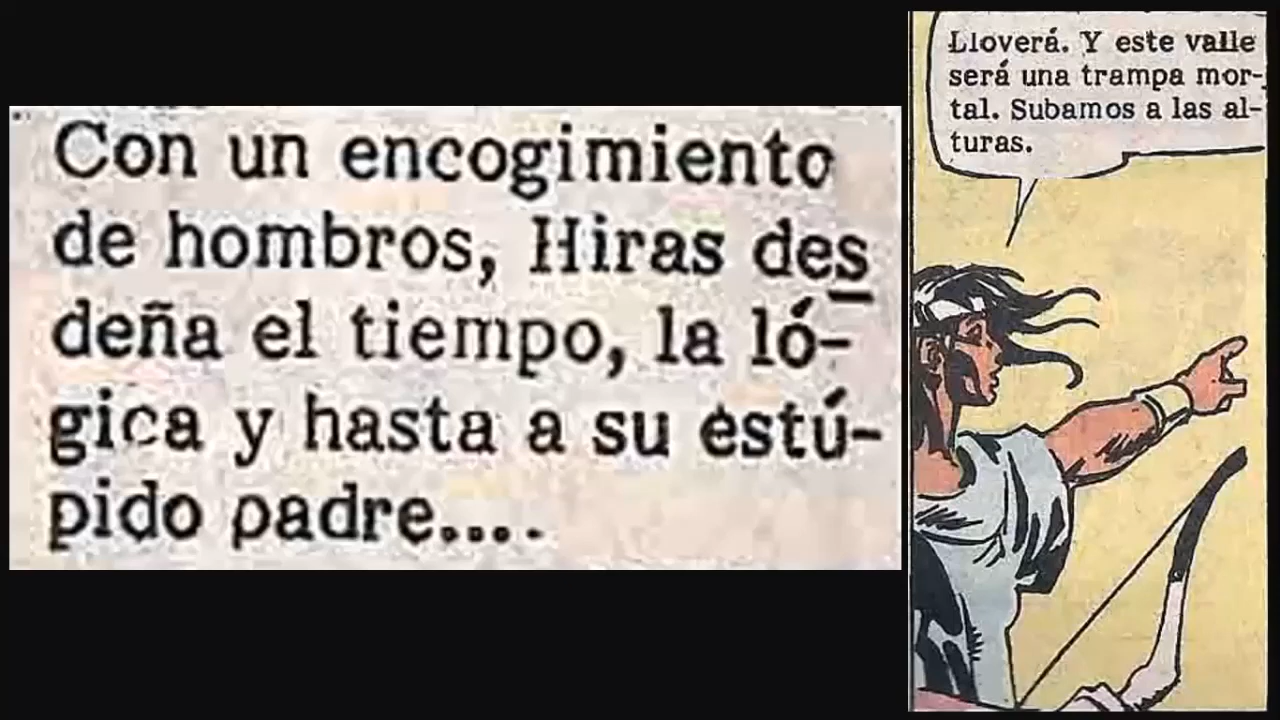 Con un encogimiento
de hombros, Hiras des
deña el tiempo, la ló-
gica y hasta a su estú-
pido padre....
Lloverá. Y este valle
será una trampa mor-
tal. Subamos a las al-
turas.